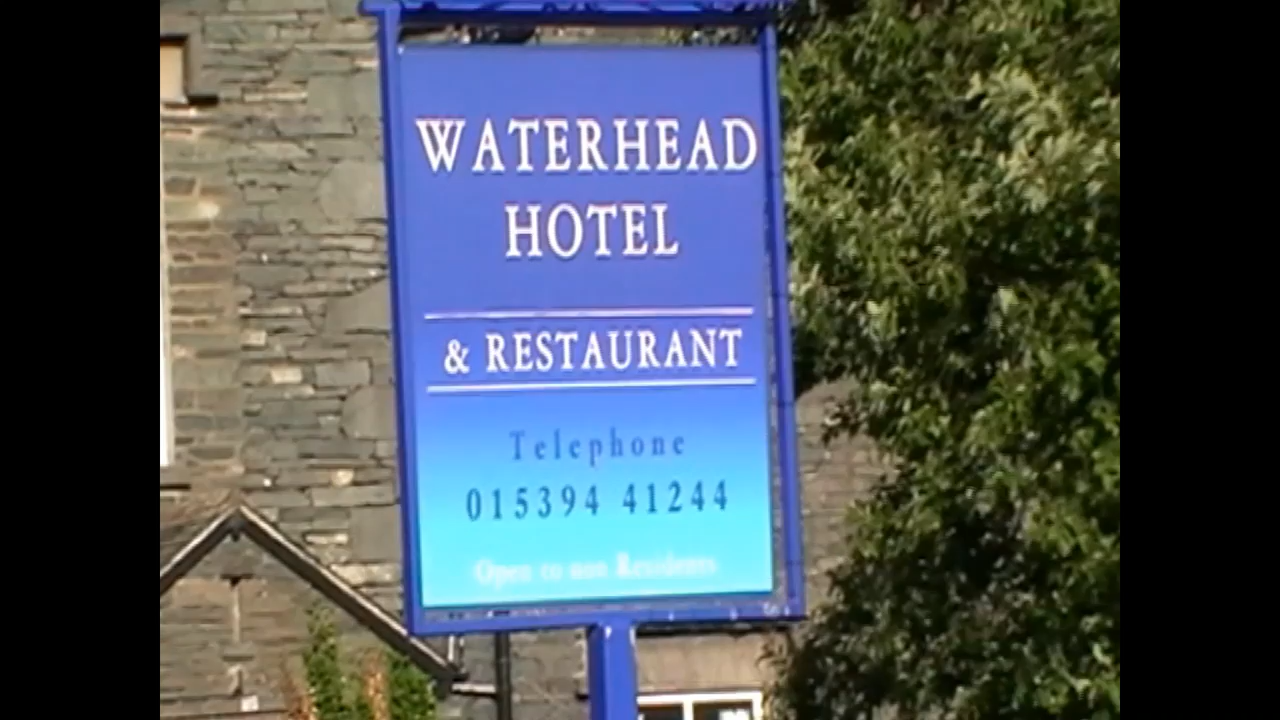 WATERHEAD
HOTEL
& RESTAURANT
Telephone
015394 41244
Open to non Residents